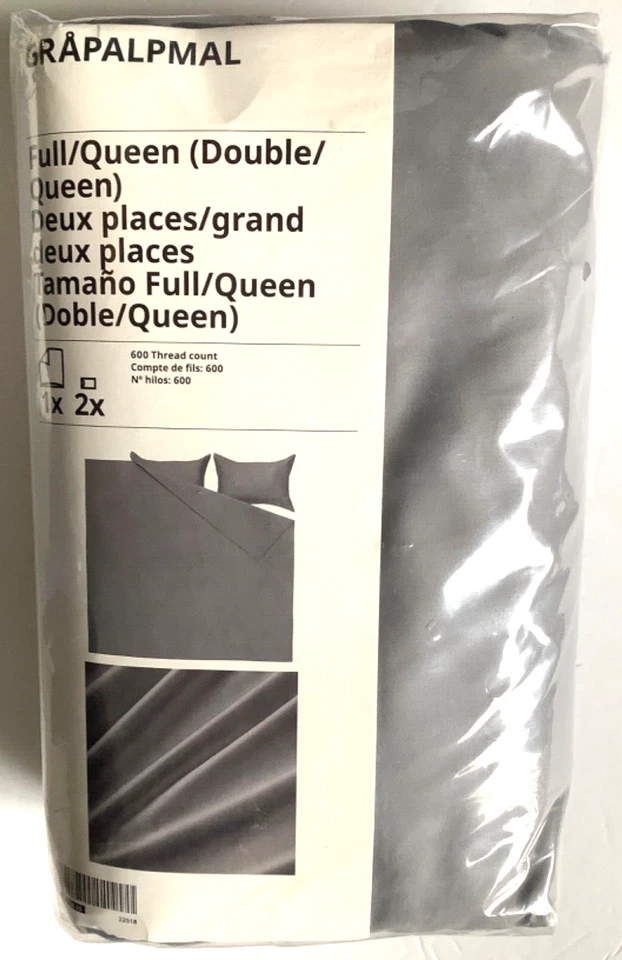 GRÅPALPMAL
Full/Queen (Double/
Queen)
Deux places/grand
deux places
Tamaño Full/Queen
(Doble/Queen)
600 Thread count
Compte de fils: 600
N° hilos: 600
1x 2x
22518